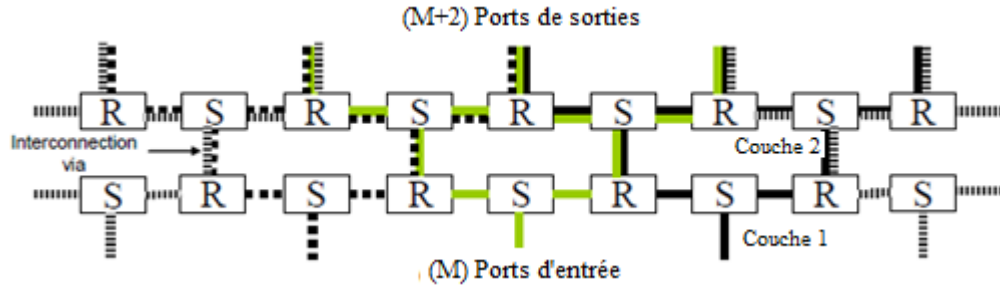 (M+2) Ports de sorties
R S R S R S R S R
Interconnection
via
Couche 2
S R S R S R S R S
Couche 1
(M) Ports d'entrée